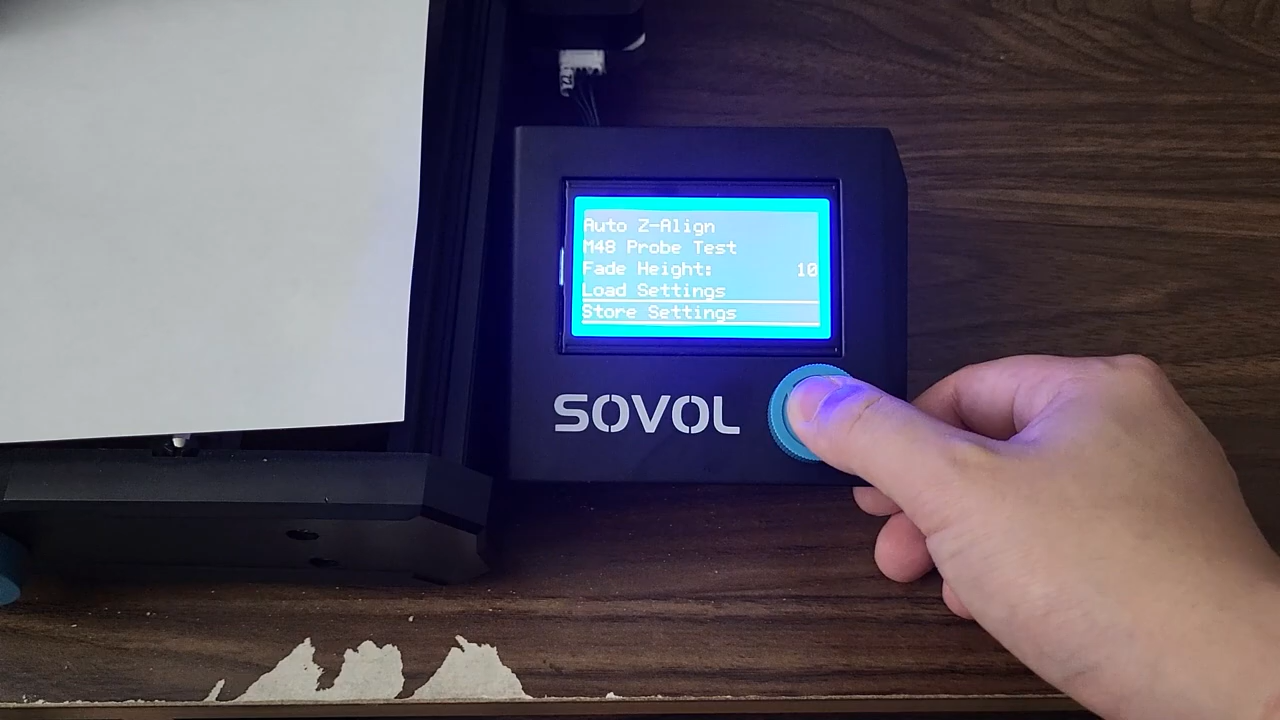 Auto Z-Align
M48 Probe Test
Fade Height: 10
Load Settings
Store Settings
SOVOL